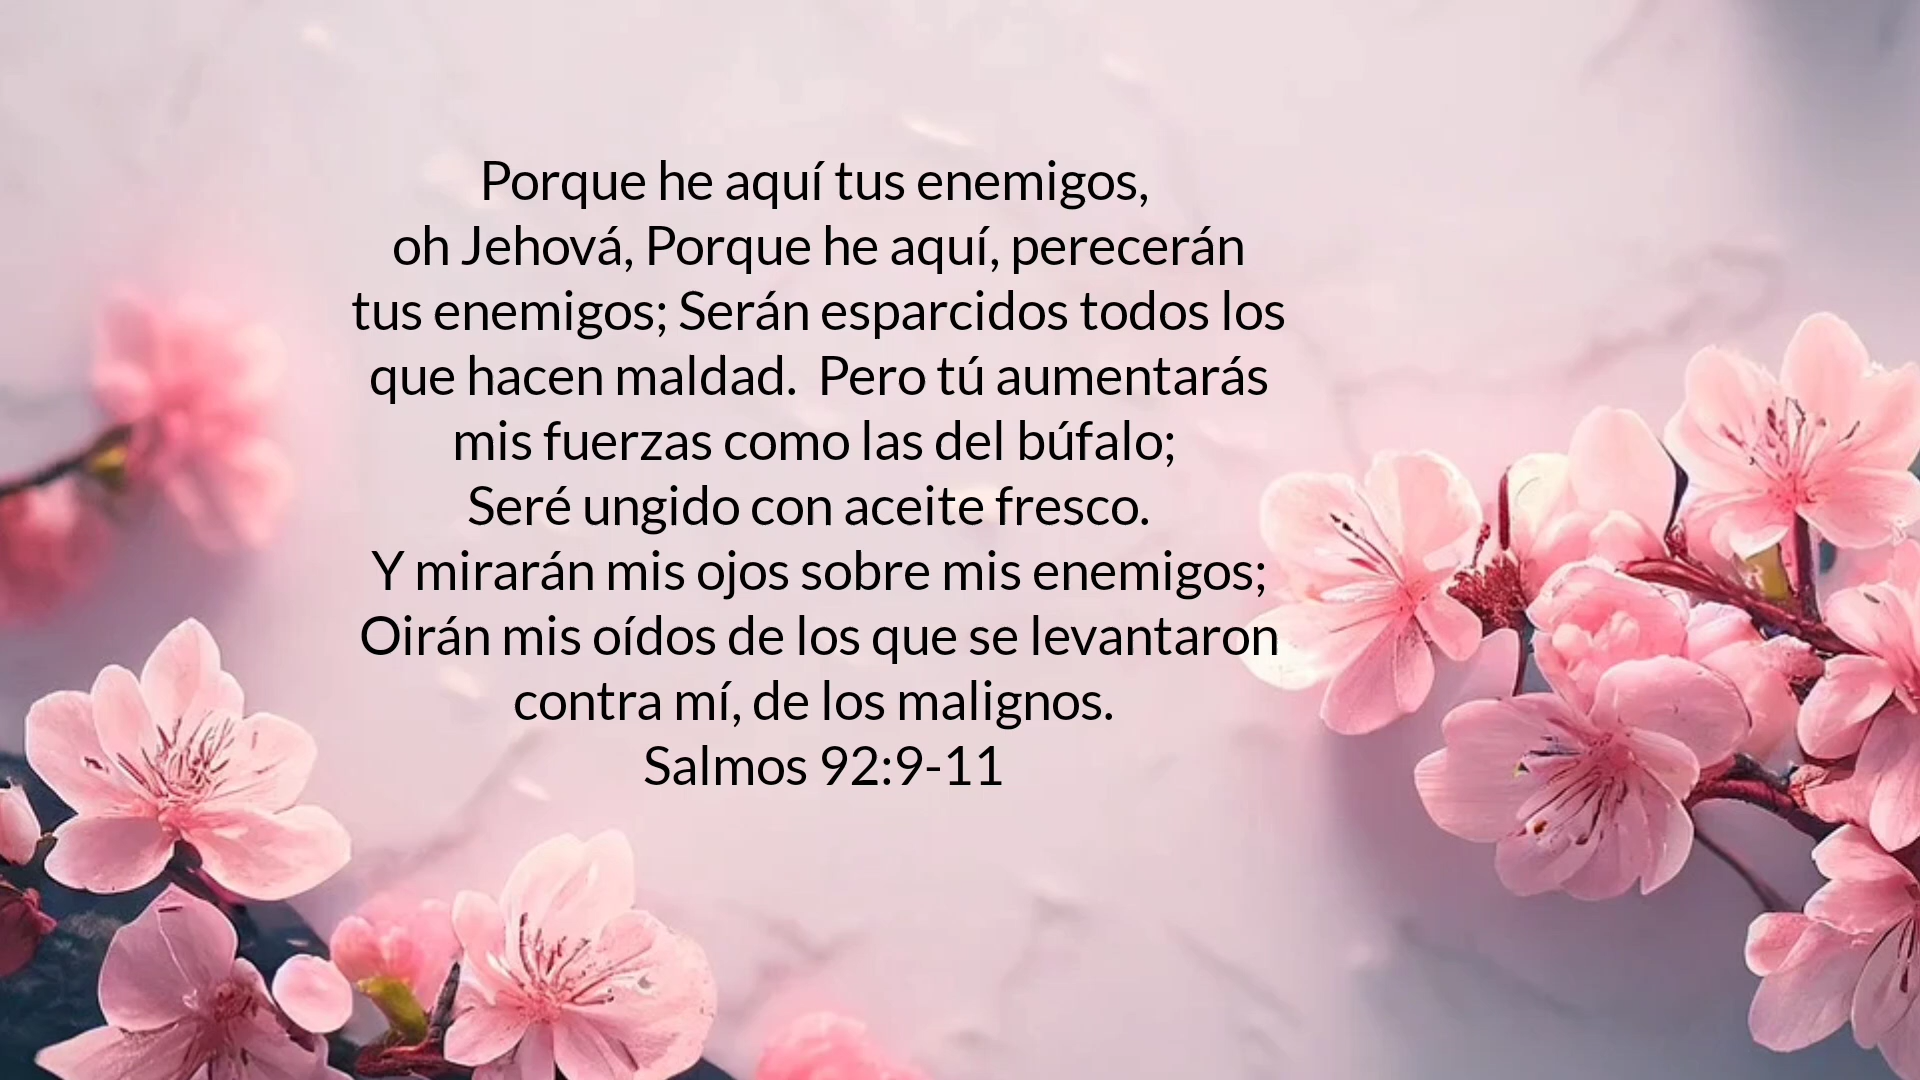 Porque he aquí tus enemigos,
oh Jehová, Porque he aquí, perecerán
tus enemigos; Serán esparcidos todos los
que hacen maldad.  Pero tú aumentarás
mis fuerzas como las del búfalo;
Seré ungido con aceite fresco.
Y mirarán mis ojos sobre mis enemigos;
Oirán mis oídos de los que se levantaron
contra mí, de los malignos.
Salmos 92:9-11